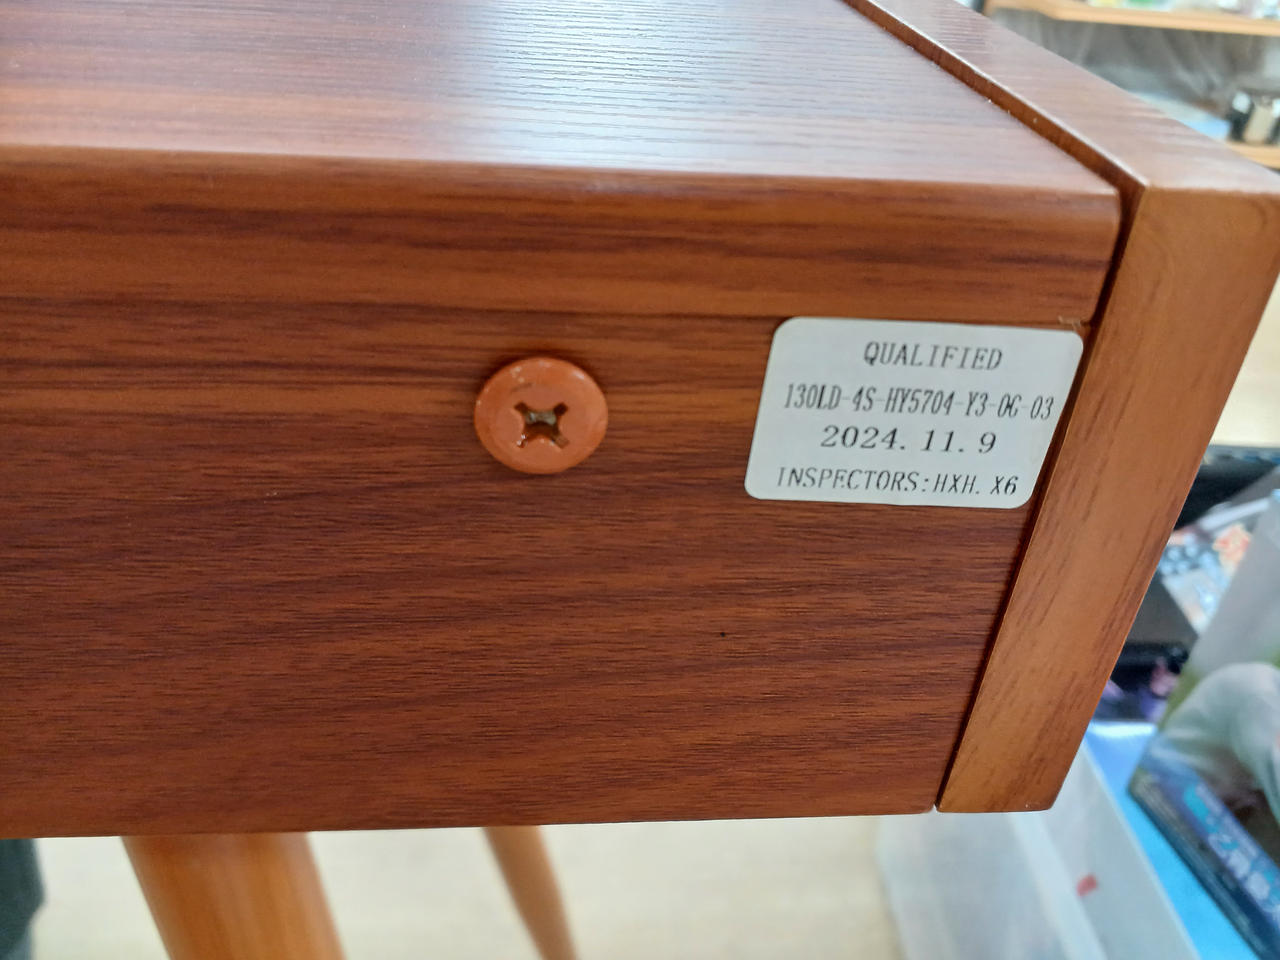 QUALIFIED
130LD-4S-HY5704-Y3-0G-03
2024. 11. 9
INSPECTORS:HXH. X6